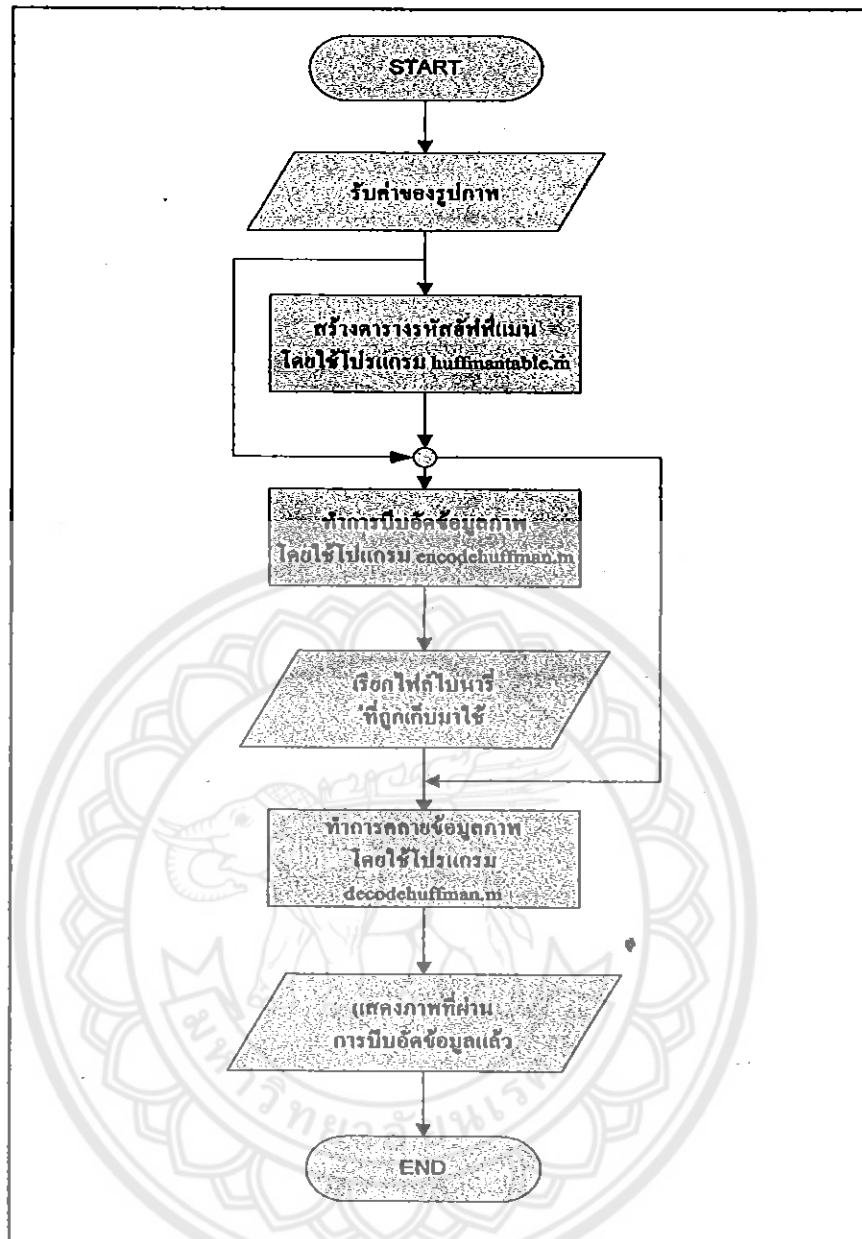 START
รับค่าของรูปภาพ
สร้างตารางรหัสฮัฟฟ์แมน
โดยใช้โปรแกรม huffmantable.m
ทำการบีบอัดข้อมูลภาพ
โดยใช้โปรแกรม encodehuffman.m
เรียกไฟล์ไบนารี่
ที่ถูกเก็บมาใช้
ทำการคลายข้อมูลภาพ
โดยใช้โปรแกรม
decodehuffman.m
แสดงภาพที่ผ่าน
การบีบอัดข้อมูลแล้ว
END